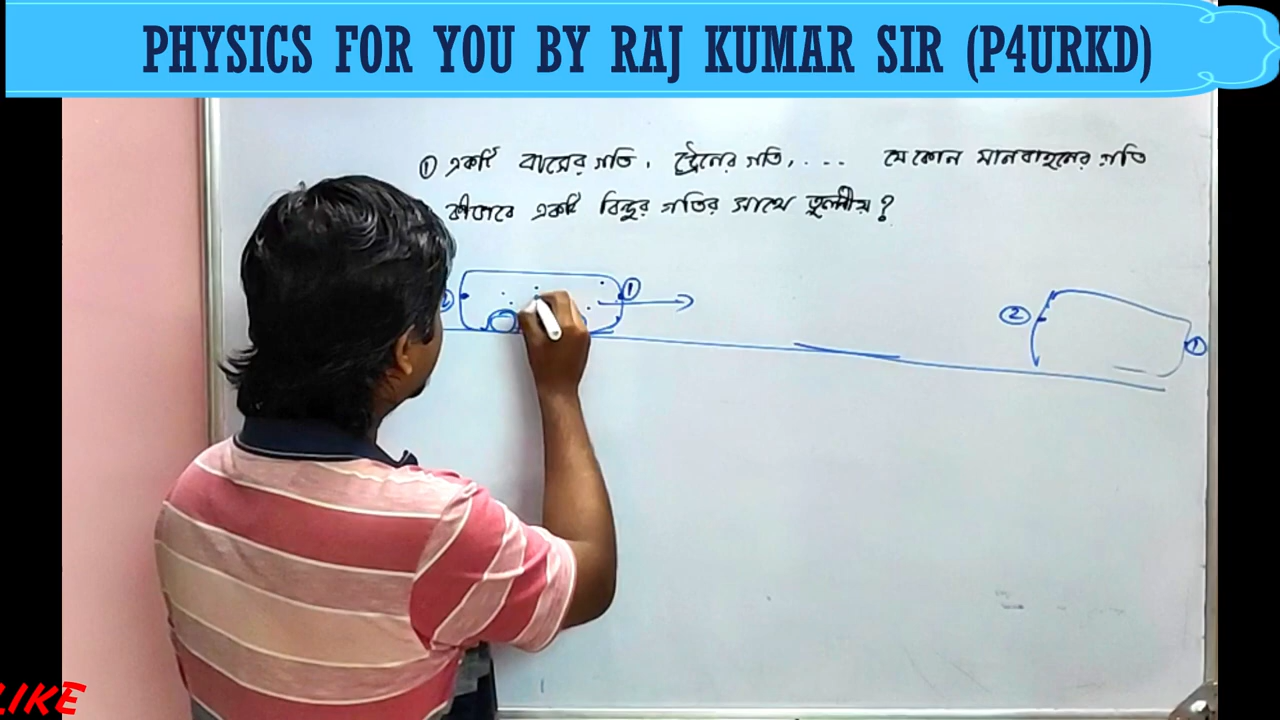 PHYSICS FOR YOU BY RAJ KUMAR SIR (P4URKD)
① একটি বাসের গতি, ট্রেনের গতি, ... যে কোন যানবাহনের গতি
কীভাবে একটি বিন্দুর গতির সাথে তুলনীয় ?
① ②
①
LIKE